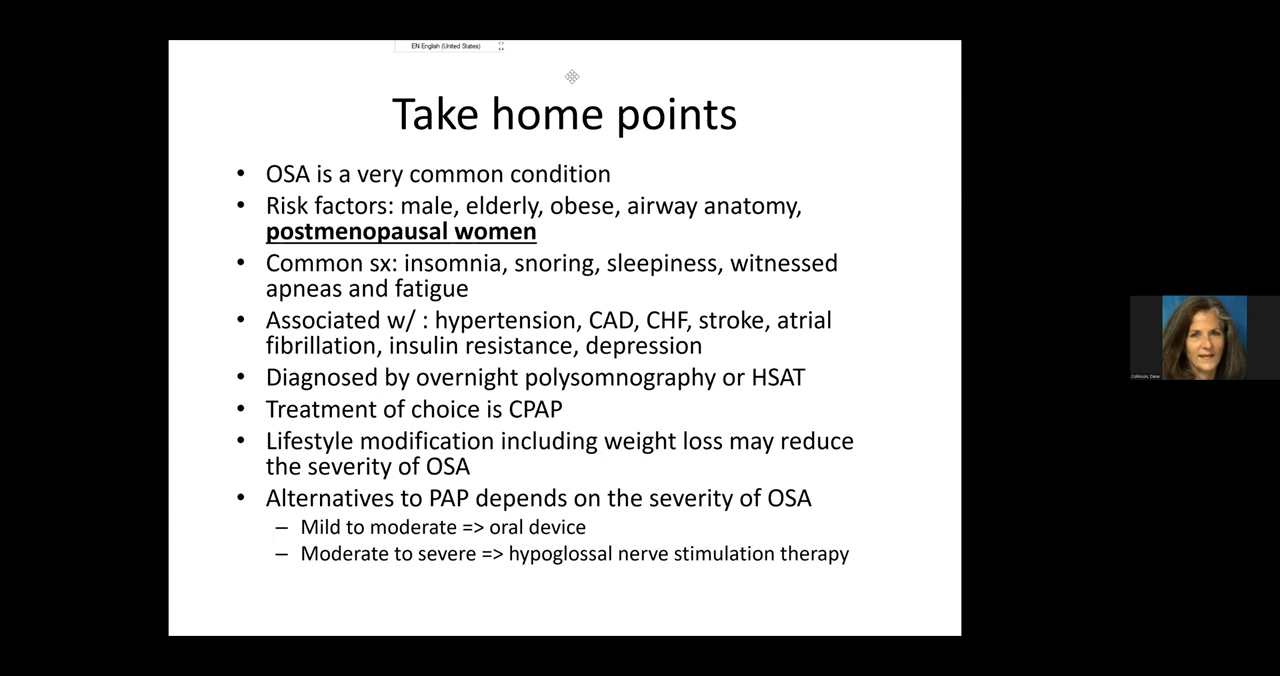 EN English (United States)
Take home points
• OSA is a very common condition
• Risk factors: male, elderly, obese, airway anatomy,
postmenopausal women
• Common sx: insomnia, snoring, sleepiness, witnessed
apneas and fatigue
• Associated w/ : hypertension, CAD, CHF, stroke, atrial
fibrillation, insulin resistance, depression
• Diagnosed by overnight polysomnography or HSAT
• Treatment of choice is CPAP
• Lifestyle modification including weight loss may reduce
the severity of OSA
• Alternatives to PAP depends on the severity of OSA
– Mild to moderate => oral device
– Moderate to severe => hypoglossal nerve stimulation therapy
Collinson, Dana